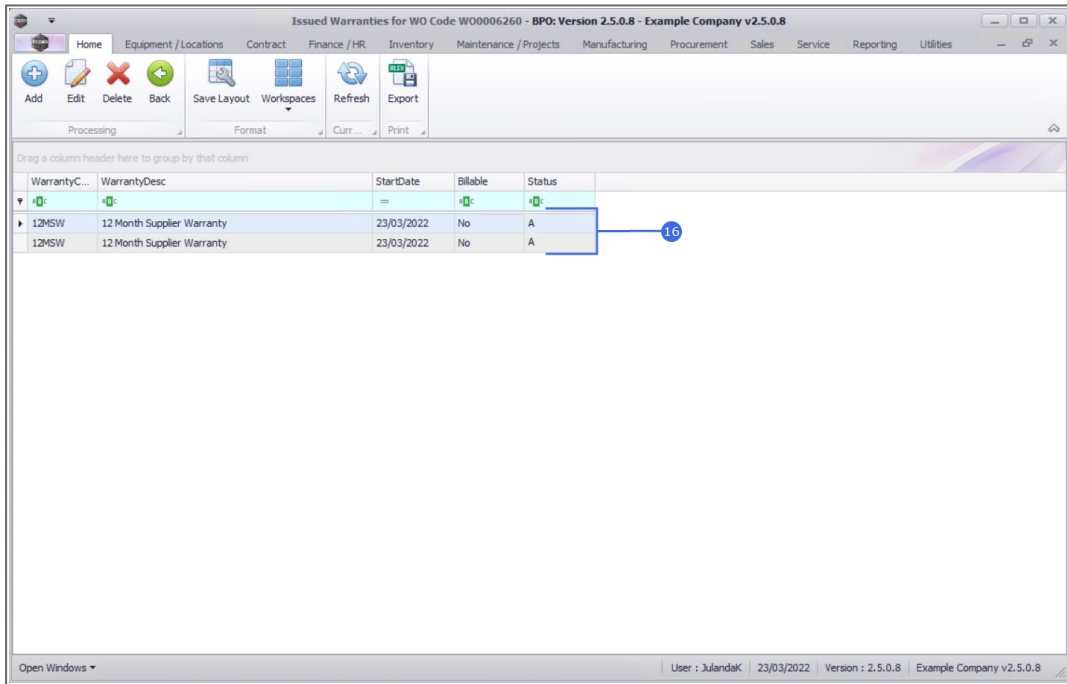 Issued Warranties for WO Code WO0006260 - BPO: Version 2.5.0.8 - Example Company v2.5.0.8
Home Equipment / Locations Contract Finance / HR Inventory Maintenance / Projects Manufacturing Procurement Sales Service Reporting Utilities
Add Edit Delete Back Save Layout Workspaces Refresh Export
Processing Format Curr... Print
Drag a column header here to group by that column
WarrantyC... WarrantyDesc StartDate Billable Status
=
12MSW 12 Month Supplier Warranty 23/03/2022 No A
16
12MSW 12 Month Supplier Warranty 23/03/2022 No A
Open Windows User : JulandaK 23/03/2022 Version : 2.5.0.8 Example Company v2.5.0.8